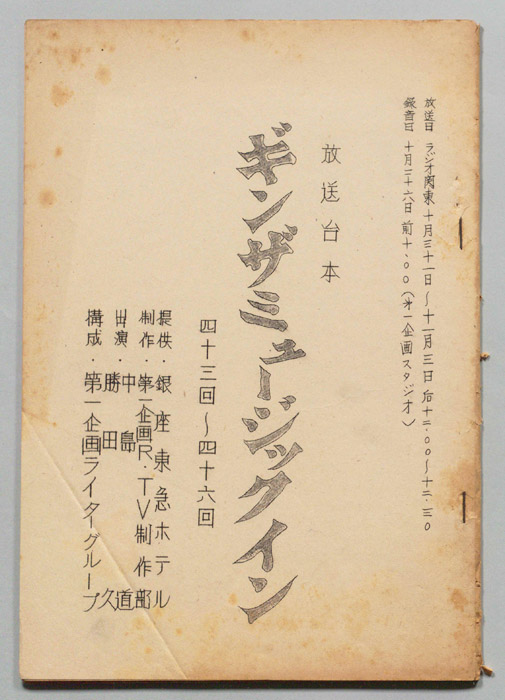 放送日 ラジオ関東 十月三十一日〜十一月三日 后十二.00〜十二.三0
録音日 十月二十六日 前十.00(第一企画スタジオ)
放送台本
ギンザミュージックイン
四十三回〜四十六回
提供・銀座東急ホテル
制作・第一企画R・TV制作部
出演・中島 道
勝田 久
構成・第一企画ライターグループ